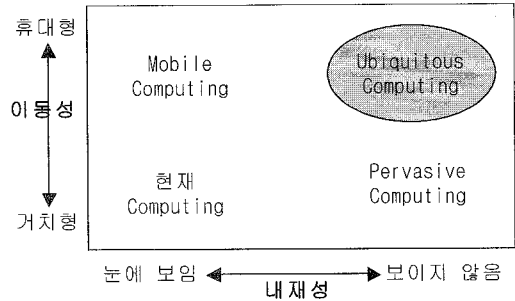 휴대형
이동성
거치형
Mobile
Computing
Ubiquitous
Computing
현재
Computing
Pervasive
Computing
눈에 보임
내재성
보이지 않음